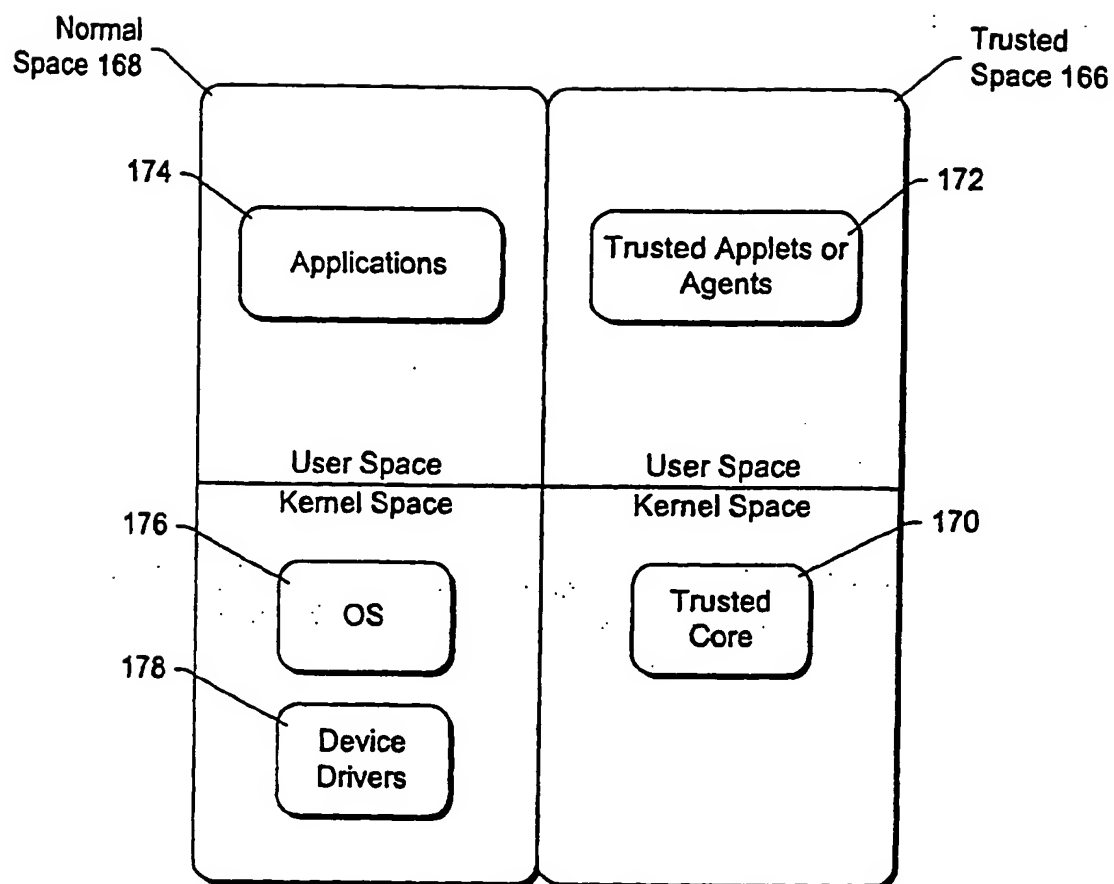 Normal
Space 168
Trusted
Space 166
174
172
Applications
Trusted Applets or
Agents
User Space
User Space
Kernel Space
Kernel Space
176
170
OS
Trusted
Core
178
Device
Drivers